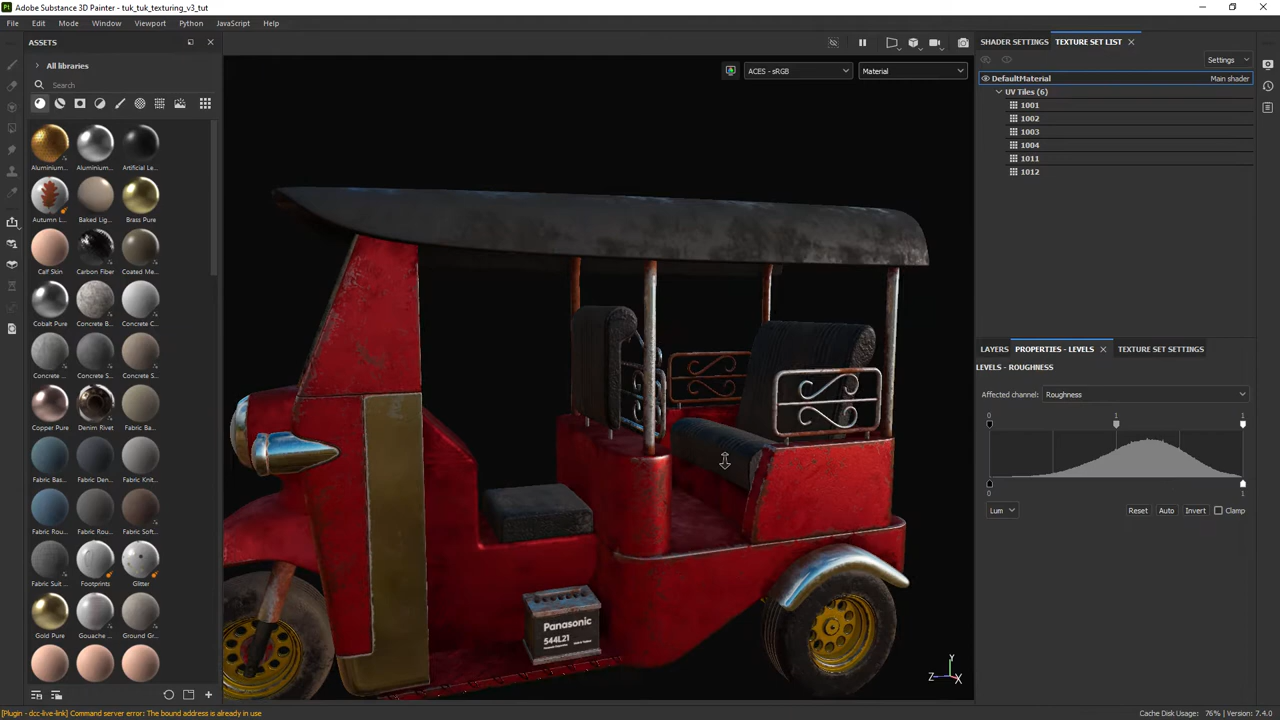 Adobe Substance 3D Painter - tuk_tuk_texturing_v3_tut
File Edit Mode Window Viewport Python JavaScript Help
ASSETS
All libraries
Search
Aluminium... Aluminium... Artificial Le...
Autumn L... Baked Lig... Brass Pure
Calf Skin Carbon Fiber Coated Me...
Cobalt Pure Concrete B... Concrete C...
Concrete ... Concrete S... Concrete S...
Copper Pure Denim Rivet Fabric Ba...
Fabric Bas... Fabric Den... Fabric Knit...
Fabric Rou... Fabric Rou... Fabric Soft...
Fabric Suit ... Footprints Glitter
Gold Pure Gouache ... Ground Gr...
ACES - sRGB Material
Panasonic
544L21
Y
Z X
SHADER SETTINGS TEXTURE SET LIST
Settings
DefaultMaterial Main shader
UV Tiles (6)
1001
1002
1003
1004
1011
1012
LAYERS PROPERTIES - LEVELS TEXTURE SET SETTINGS
LEVELS - ROUGHNESS
Affected channel: Roughness
0 1 1
0 1
Lum Reset Auto Invert Clamp
[Plugin - dcc-live-link] Command server error: The bound address is already in use
Cache Disk Usage: 76% | Version: 7.4.0